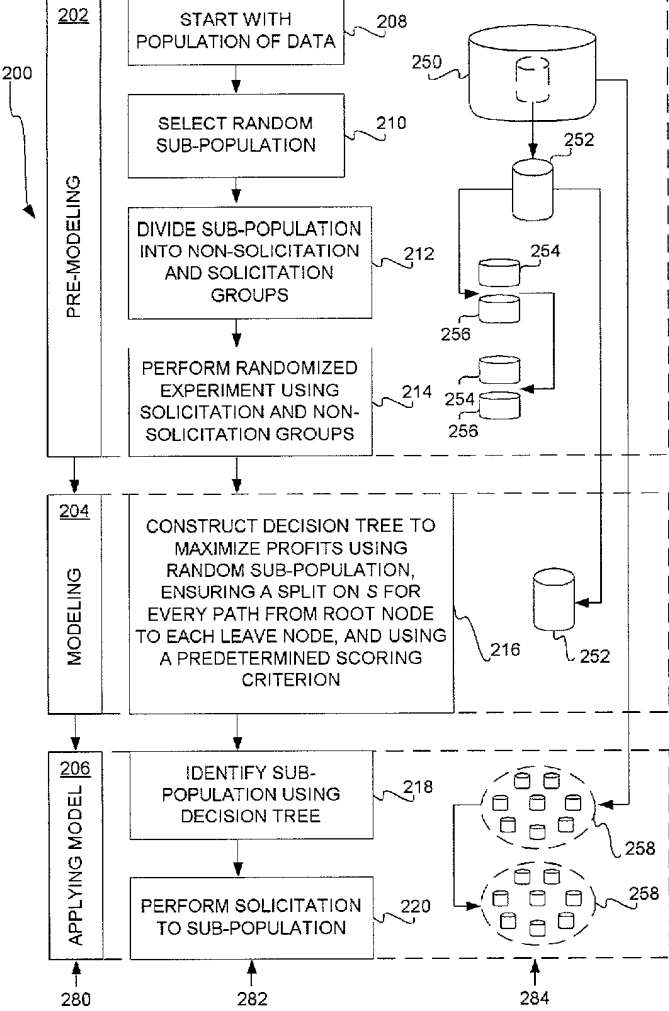 200
202
PRE-MODELING
START WITH
POPULATION OF DATA
208
SELECT RANDOM
SUB-POPULATION
210
DIVIDE SUB-POPULATION
INTO NON-SOLICITATION
AND SOLICITATION
GROUPS
212
PERFORM RANDOMIZED
EXPERIMENT USING
SOLICITATION AND NON-
SOLICITATION GROUPS
214
250
252
254
256
254
256
204
MODELING
CONSTRUCT DECISION TREE TO
MAXIMIZE PROFITS USING
RANDOM SUB-POPULATION,
ENSURING A SPLIT ON S FOR
EVERY PATH FROM ROOT NODE
TO EACH LEAVE NODE, AND USING
A PREDETERMINED SCORING
CRITERION
216
252
206
APPLYING MODEL
IDENTIFY SUB-
POPULATION USING
DECISION TREE
218
PERFORM SOLICITATION
TO SUB-POPULATION
220
258
258
280
282
284